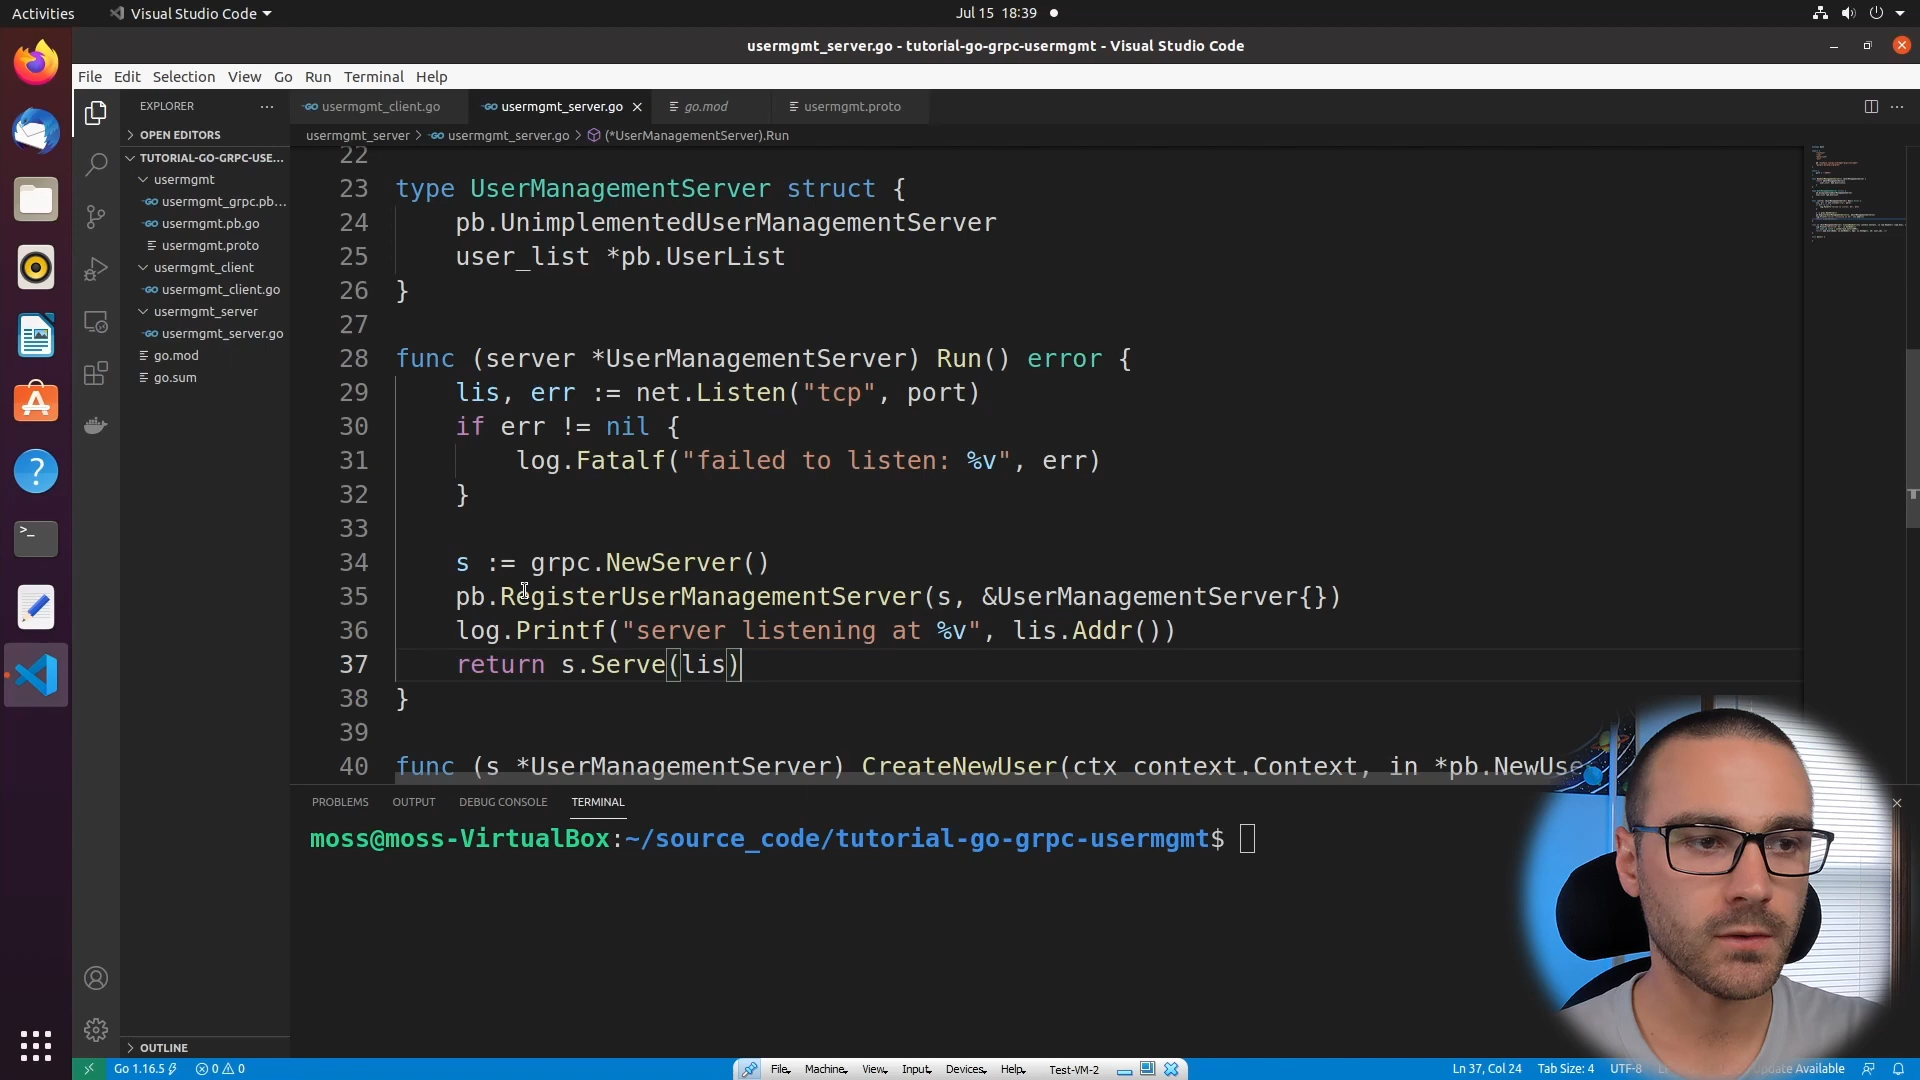 Activities
Visual Studio Code
Jul 15 18:39
usermgmt_server.go - tutorial-go-grpc-usermgmt - Visual Studio Code
File Edit Selection View Go Run Terminal Help
EXPLORER
usermgmt_client.go
usermgmt_server.go
go.mod
usermgmt.proto
OPEN EDITORS
usermgmt_server > usermgmt_server.go > (*UserManagementServer).Run
TUTORIAL-GO-GRPC-USE...
usermgmt
usermgmt_grpc.pb...
usermgmt.pb.go
usermgmt.proto
usermgmt_client
usermgmt_client.go
usermgmt_server
usermgmt_server.go
go.mod
go.sum
22
23 type UserManagementServer struct {
24 pb.UnimplementedUserManagementServer
25 user_list *pb.UserList
26 }
27
28 func (server *UserManagementServer) Run() error {
29 lis, err := net.Listen("tcp", port)
30 if err != nil {
31 log.Fatalf("failed to listen: %v", err)
32 }
33
34 s := grpc.NewServer()
35 pb.RegisterUserManagementServer(s, &UserManagementServer{})
36 log.Printf("server listening at %v", lis.Addr())
37 return s.Serve(lis)
38 }
39
40 func (s *UserManagementServer) CreateNewUser(ctx context.Context, in *pb.NewUse
PROBLEMS OUTPUT DEBUG CONSOLE TERMINAL
moss@moss-VirtualBox:~/source_code/tutorial-go-grpc-usermgmt$
OUTLINE
Go 1.16.5
0 0
File Machine View Input Devices Help Test-VM-2
Ln 37, Col 24 Tab Size: 4 UTF-8 Update Available